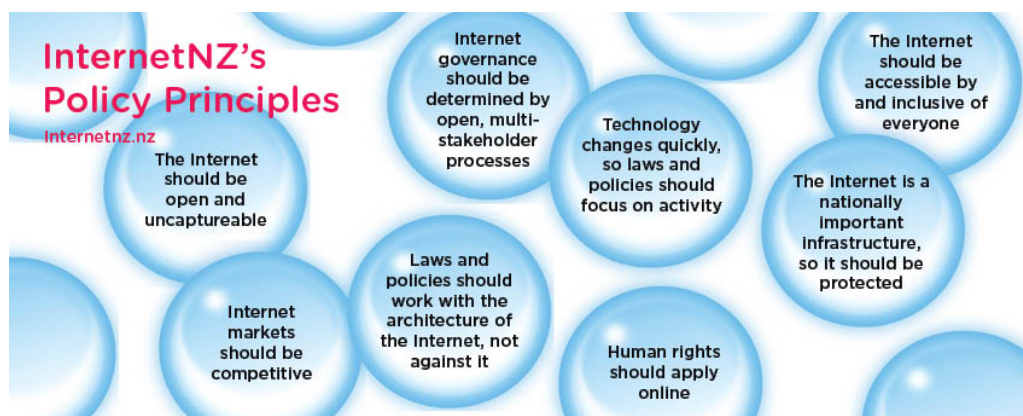 InternetNZ's
Policy Principles
Internetnz.nz
The Internet
should be
open and
uncaptureable
Internet
governance
should be
determined by
open, multi-
stakeholder
processes
Technology
changes quickly,
so laws and
policies should
focus on activity
The Internet
should be
accessible by
and inclusive of
everyone
The Internet is a
nationally
important
infrastructure,
so it should be
protected
Internet
markets
should be
competitive
Laws and
policies should
work with the
architecture of
the Internet, not
against it
Human rights
should apply
online